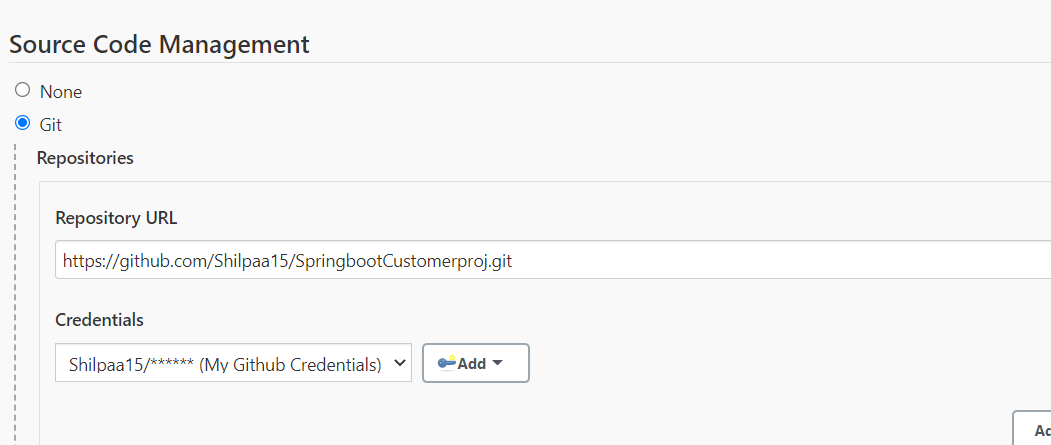 Source Code Management
None
Git
Repositories
Repository URL
https://github.com/Shilpaa15/SpringbootCustomerproj.git
Credentials
Shilpaa15/****** (My Github Credentials)
Add